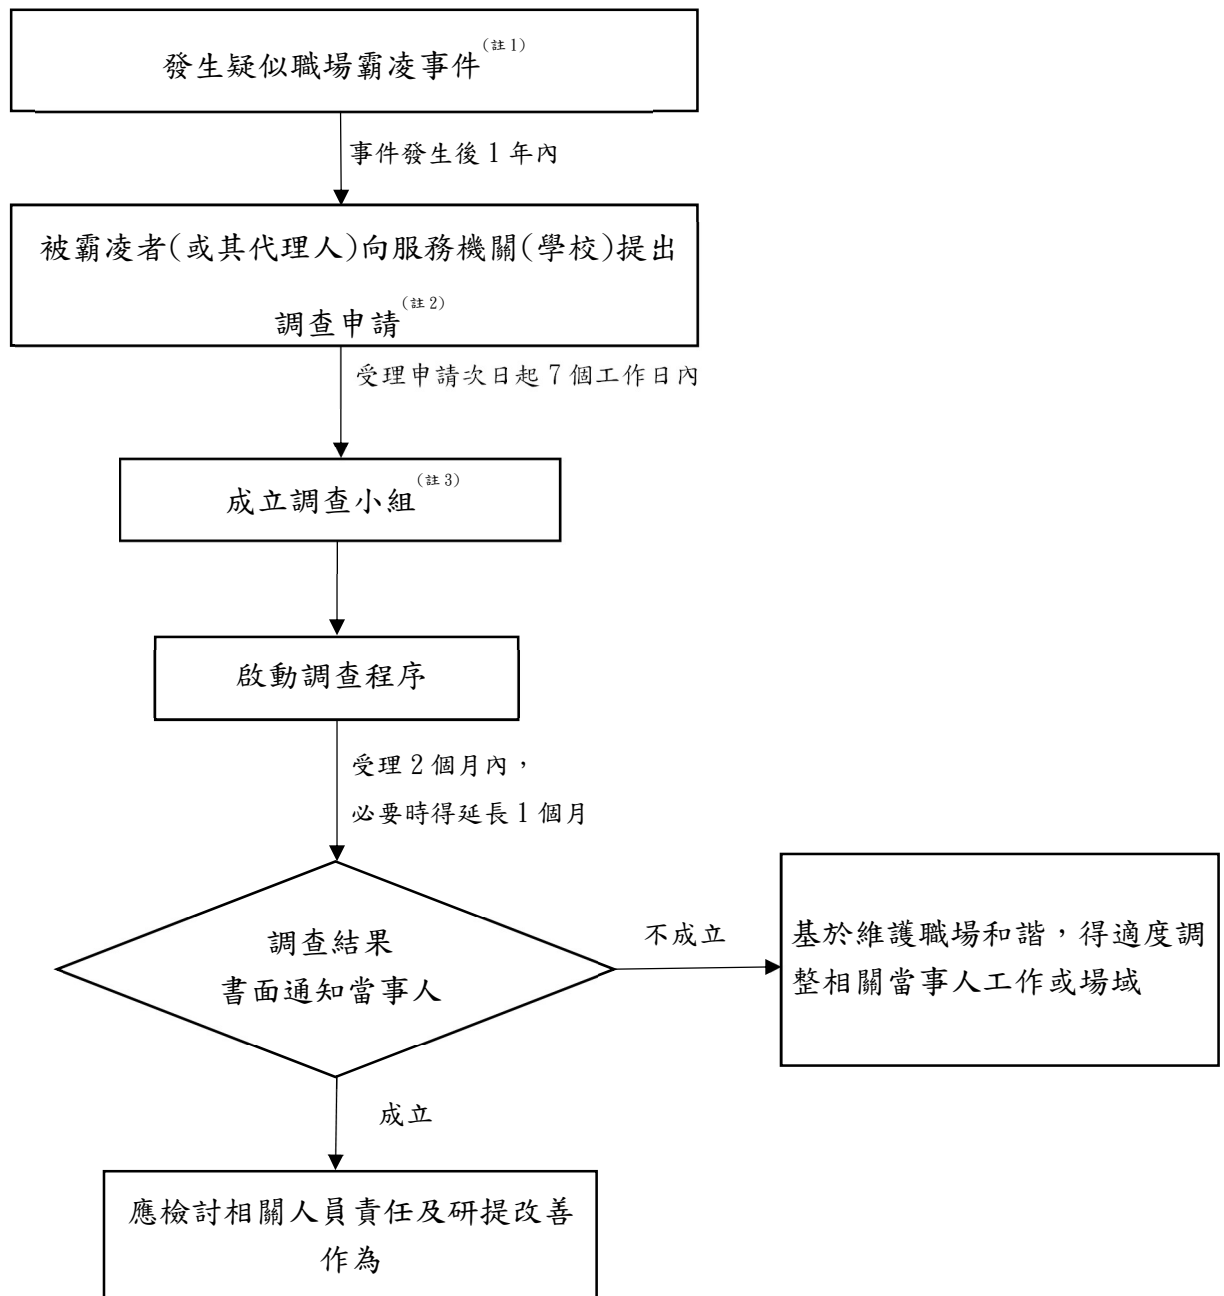 發生疑似職場霸凌事件(註1)
事件發生後1年內
被霸凌者(或其代理人)向服務機關(學校)提出
調查申請(註2)
受理申請次日起7個工作日內
成立調查小組(註3)
啟動調查程序
受理2個月內，
必要時得延長1個月
調查結果
書面通知當事人
不成立
基於維護職場和諧，得適度調
整相關當事人工作或場域
成立
應檢討相關人員責任及研提改善
作為